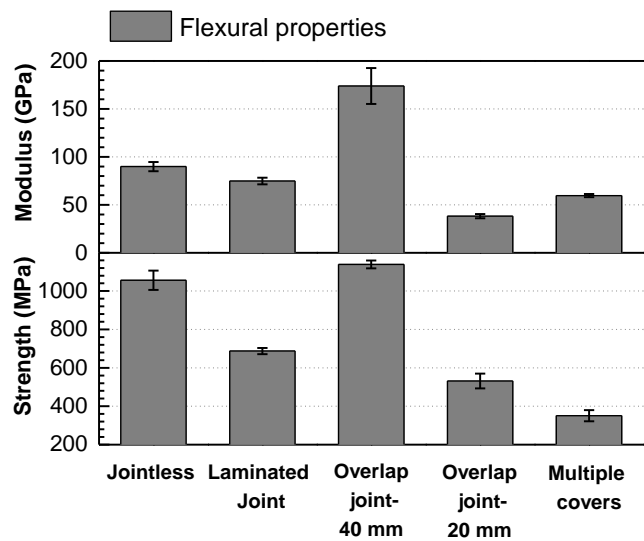 Flexural properties
Modulus (GPa)
200
150
100
50
0
Strength (MPa)
1000
800
600
400
200
Jointless
Laminated
Joint
Overlap
joint-
40 mm
Overlap
joint-
20 mm
Multiple
covers